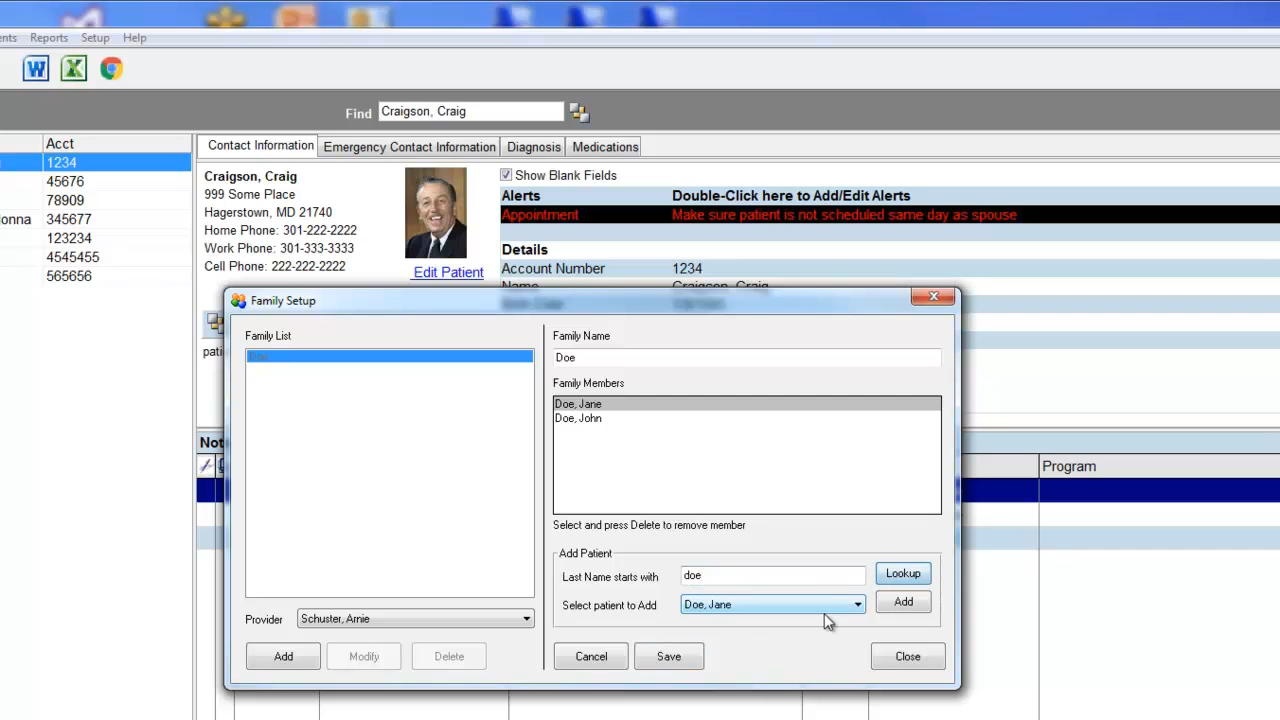 ents Reports Setup Help
Find Craigson, Craig
Acct
1234
45676
78909
onna 345677
123234
4545455
565656
Contact Information Emergency Contact Information Diagnosis Medications
Craigson, Craig
999 Some Place
Hagerstown, MD 21740
Home Phone: 301-222-2222
Work Phone: 301-333-3333
Cell Phone: 222-222-2222
Edit Patient
Show Blank Fields
Alerts Double-Click here to Add/Edit Alerts
Appointment Make sure patient is not scheduled same day as spouse
Details
Account Number 1234
Name Craigson, Craig
pati
Not
Program
Family Setup
Family List
Doe
Provider Schuster, Arnie
Add Modify Delete
Family Name
Doe
Family Members
Doe, Jane
Doe, John
Select and press Delete to remove member
Add Patient
Last Name starts with doe Lookup
Select patient to Add Doe, Jane Add
Cancel Save Close